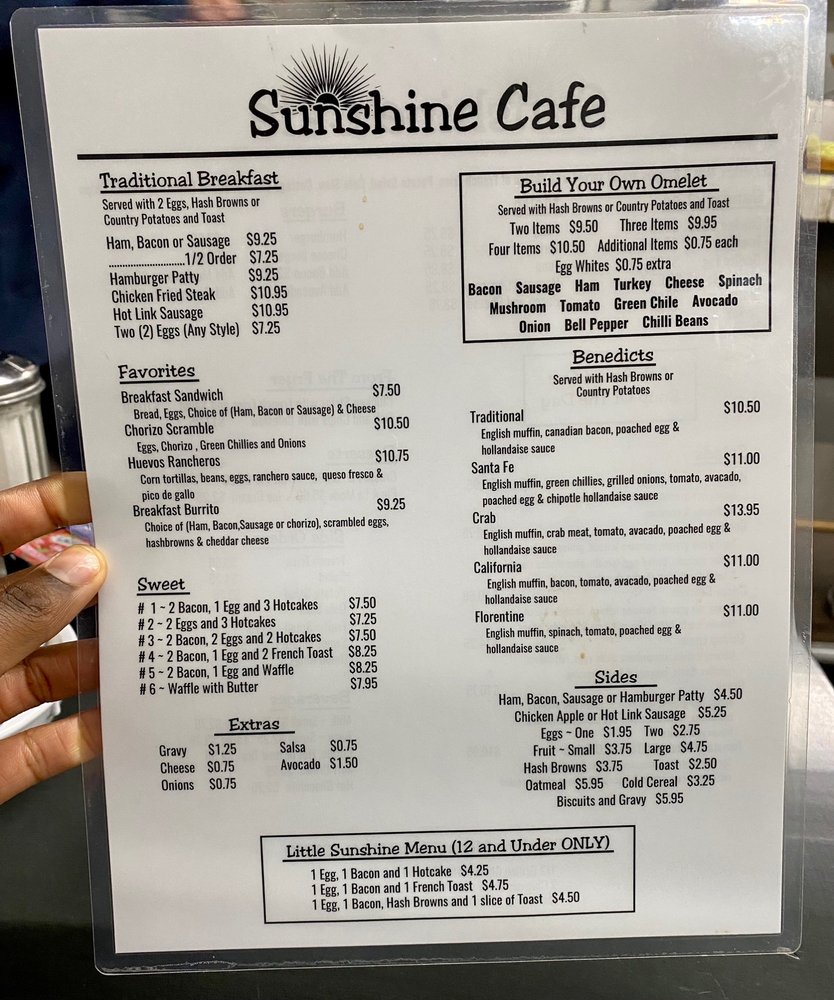 Sunshine Cafe
Traditional Breakfast
Served with 2 Eggs, Hash Browns or
Country Potatoes and Toast
Ham, Bacon or Sausage $9.25
.............................1/2 Order $7.25
Hamburger Patty $9.25
Chicken Fried Steak $10.95
Hot Link Sausage $10.95
Two (2) Eggs (Any Style) $7.25
Favorites
Breakfast Sandwich $7.50
Bread, Eggs, Choice of (Ham, Bacon or Sausage) & Cheese
Chorizo Scramble $10.50
Eggs, Chorizo , Green Chillies and Onions
Huevos Rancheros $10.75
Corn tortillas, beans, eggs, ranchero sauce, queso fresco &
pico de gallo
Breakfast Burrito $9.25
Choice of (Ham, Bacon,Sausage or chorizo), scrambled eggs,
hashbrowns & cheddar cheese
Sweet
# 1 ~ 2 Bacon, 1 Egg and 3 Hotcakes $7.50
# 2 ~ 2 Eggs and 3 Hotcakes $7.25
# 3 ~ 2 Bacon, 2 Eggs and 2 Hotcakes $7.50
# 4 ~ 2 Bacon, 1 Egg and 2 French Toast $8.25
# 5 ~ 2 Bacon, 1 Egg and Waffle $8.25
# 6 ~ Waffle with Butter $7.95
Extras
Gravy $1.25 Salsa $0.75
Cheese $0.75 Avocado $1.50
Onions $0.75
Build Your Own Omelet
Served with Hash Browns or Country Potatoes and Toast
Two Items $9.50 Three Items $9.95
Four Items $10.50 Additional Items $0.75 each
Egg Whites $0.75 extra
Bacon Sausage Ham Turkey Cheese Spinach
Mushroom Tomato Green Chile Avocado
Onion Bell Pepper Chilli Beans
Benedicts
Served with Hash Browns or
Country Potatoes
Traditional $10.50
English muffin, canadian bacon, poached egg &
hollandaise sauce
Santa Fe $11.00
English muffin, green chillies, grilled onions, tomato, avacado,
poached egg & chipotle hollandaise sauce
Crab $13.95
English muffin, crab meat, tomato, avacado, poached egg &
hollandaise sauce
California $11.00
English muffin, bacon, tomato, avacado, poached egg &
hollandaise sauce
Florentine $11.00
English muffin, spinach, tomato, poached egg &
hollandaise sauce
Sides
Ham, Bacon, Sausage or Hamburger Patty $4.50
Chicken Apple or Hot Link Sausage $5.25
Eggs ~ One $1.95 Two $2.75
Fruit ~ Small $3.75 Large $4.75
Hash Browns $3.75 Toast $2.50
Oatmeal $5.95 Cold Cereal $3.25
Biscuits and Gravy $5.95
Little Sunshine Menu (12 and Under ONLY)
1 Egg, 1 Bacon and 1 Hotcake $4.25
1 Egg, 1 Bacon and 1 French Toast $4.75
1 Egg, 1 Bacon, Hash Browns and 1 slice of Toast $4.50